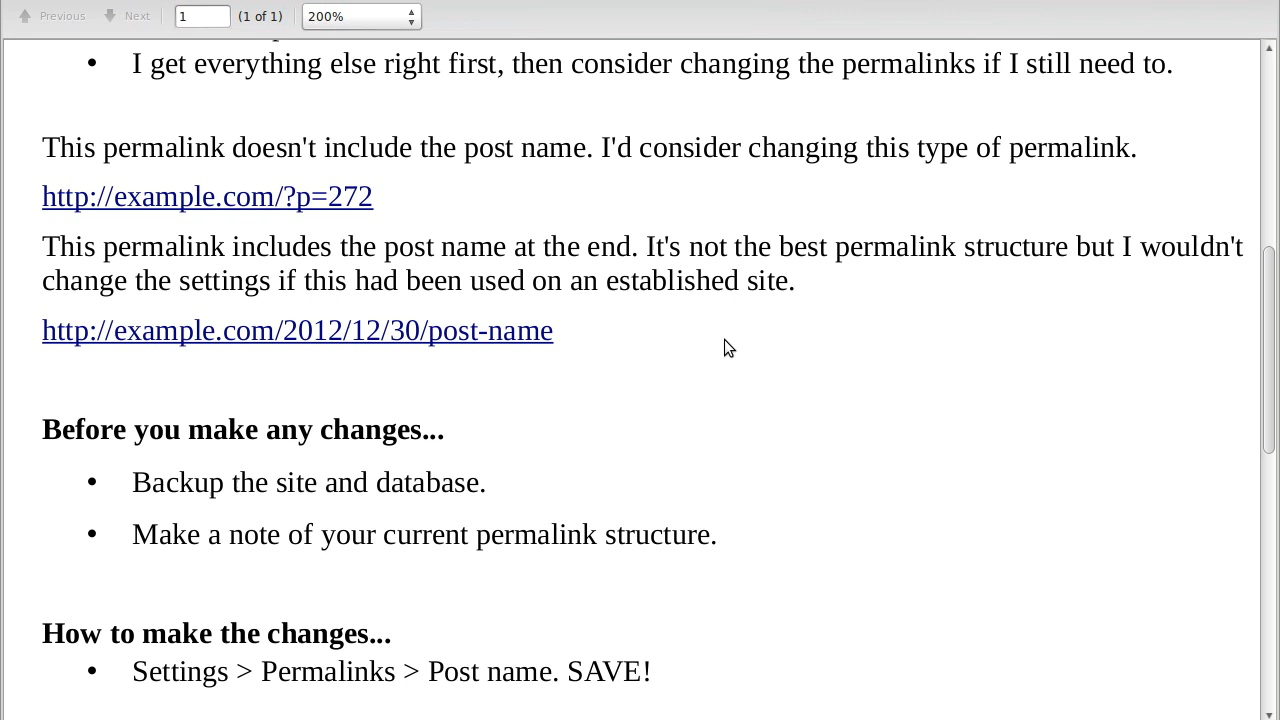 Previous Next 1 (1 of 1) 200%
• I get everything else right first, then consider changing the permalinks if I still need to.
This permalink doesn't include the post name. I'd consider changing this type of permalink.
http://example.com/?p=272
This permalink includes the post name at the end. It's not the best permalink structure but I wouldn't
change the settings if this had been used on an established site.
http://example.com/2012/12/30/post-name
Before you make any changes...
• Backup the site and database.
• Make a note of your current permalink structure.
How to make the changes...
• Settings > Permalinks > Post name. SAVE!